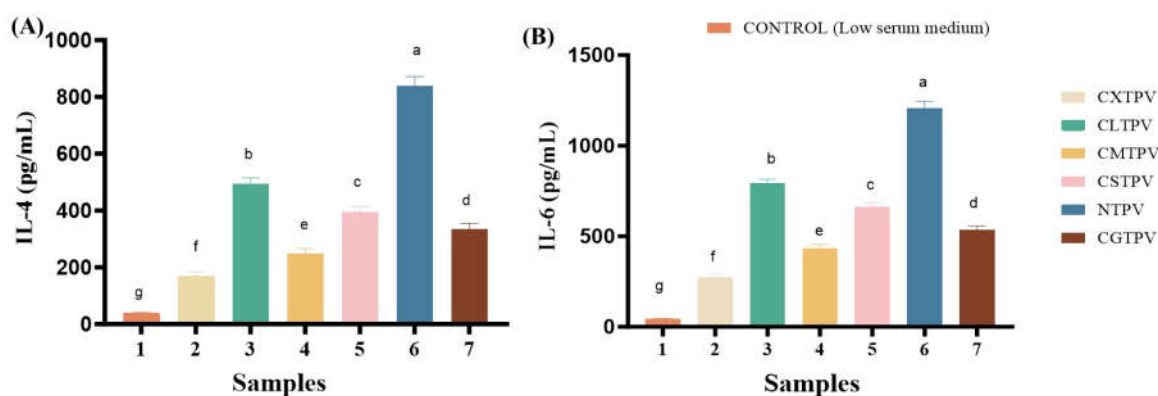 (A)
1000
800
600
400
200
0
IL-4 (pg/mL)
g
f
b
e
c
a
d
1 2 3 4 5 6 7
Samples
(B)
CONTROL (Low serum medium)
1500
1000
500
0
IL-6 (pg/mL)
g
f
b
e
c
a
d
1 2 3 4 5 6 7
Samples
CXTPV
CLTPV
CMTPV
CSTPV
NTPV
CGTPV